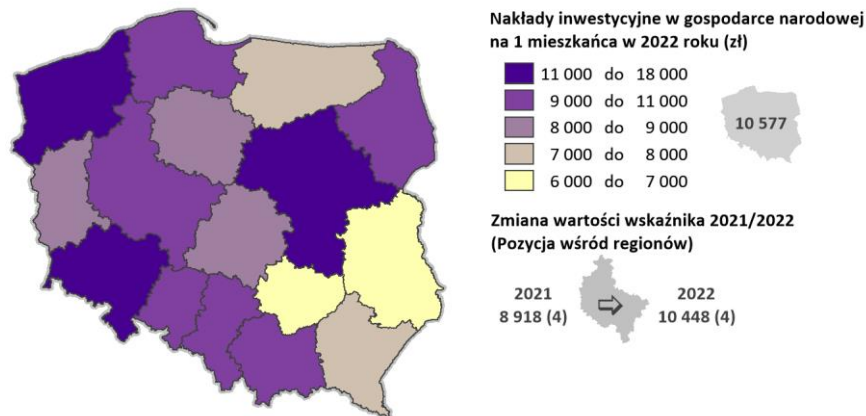 Nakłady inwestycyjne w gospodarce narodowej
na 1 mieszkańca w 2022 roku (zł)
11 000 do 18 000
9 000 do 11 000
8 000 do 9 000
7 000 do 8 000
6 000 do 7 000
10 577
Zmiana wartości wskaźnika 2021/2022
(Pozycja wśród regionów)
2021
8 918 (4)
2022
10 448 (4)